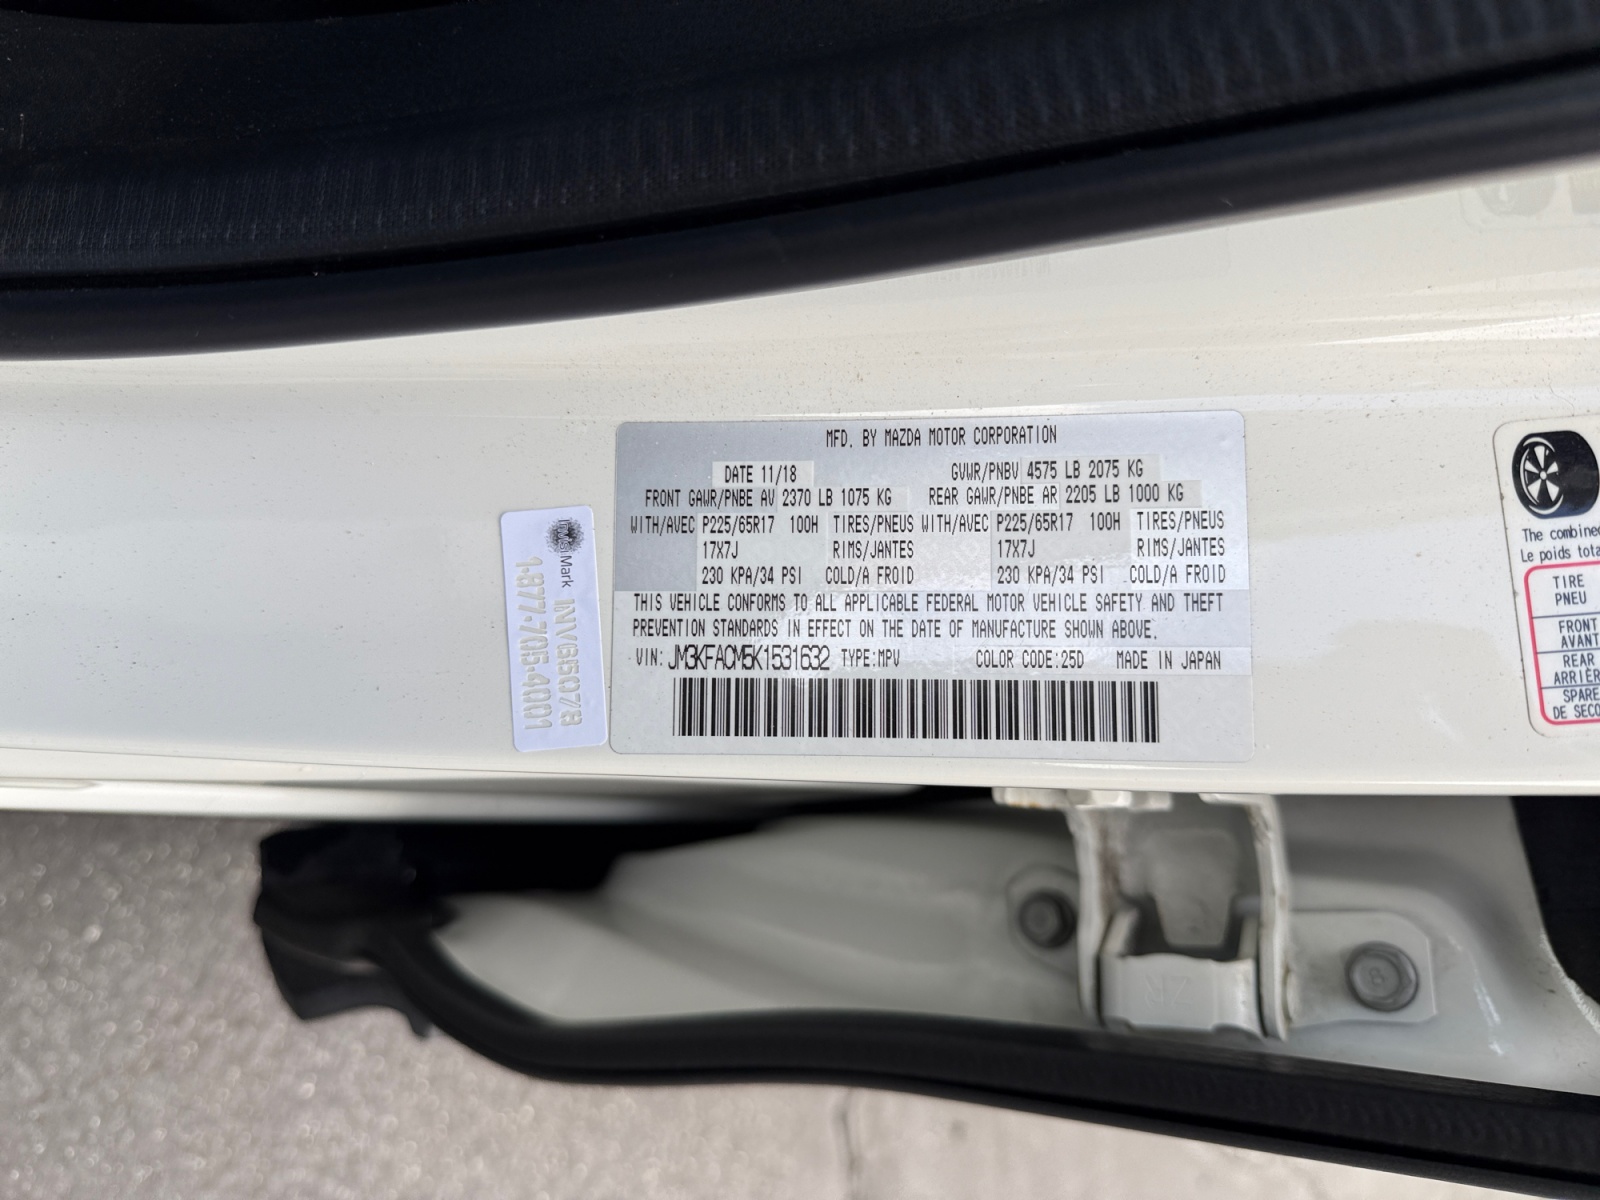 MFD. BY MAZDA MOTOR CORPORATION
DATE 11/18 GVWR/PNBV 4575 LB 2075 KG
FRONT GAWR/PNBE AV 2370 LB 1075 KG REAR GAWR/PNBE AR 2205 LB 1000 KG
WITH/AVEC P225/65R17 100H TIRES/PNEUS WITH/AVEC P225/65R17 100H TIRES/PNEUS
17X7J RIMS/JANTES 17X7J RIMS/JANTES
230 KPA/34 PSI COLD/A FROID 230 KPA/34 PSI COLD/A FROID
THIS VEHICLE CONFORMS TO ALL APPLICABLE FEDERAL MOTOR VEHICLE SAFETY AND THEFT
PREVENTION STANDARDS IN EFFECT ON THE DATE OF MANUFACTURE SHOWN ABOVE.
VIN: JM3KFACM5K1531632 TYPE:MPV COLOR CODE:25D MADE IN JAPAN
Mark
1-877-705-4001
The combined
Le poids tota
TIRE
PNEU
FRONT
AVANT
REAR
ARRIÈR
SPARE
DE SECO
8